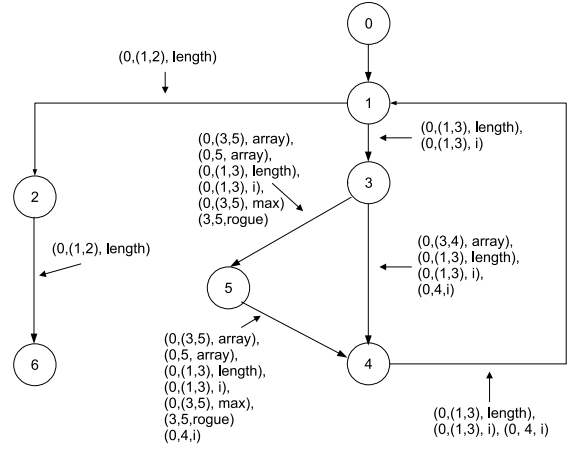 0
(0,(1,2), length)
1
(0,(1,3), length),
(0,(1,3), i)
(0,(3,5), array),
(0,5, array),
(0,(1,3), length),
(0,(1,3), i),
(0,(3,5), max)
(3,5,rogue)
2
3
(0,(1,2), length)
(0,(3,4), array),
(0,(1,3), length),
(0,(1,3), i),
(0,4,i)
5
6
(0,(3,5), array),
(0,5, array),
(0,(1,3), length),
(0,(1,3), i),
(0,(3,5), max),
(3,5,rogue)
(0,4,i)
4
(0,(1,3), length),
(0,(1,3), i), (0, 4, i)